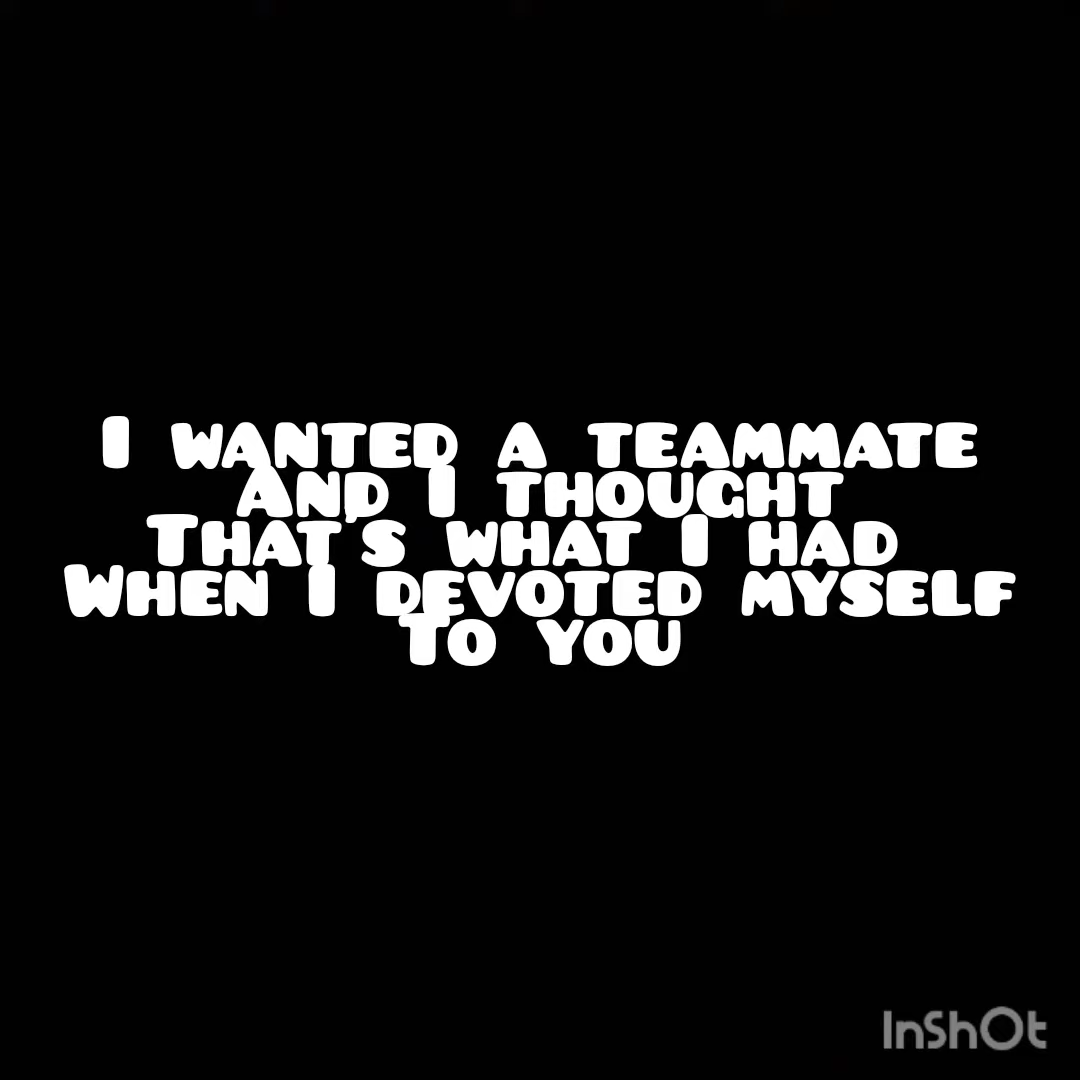 I WANTED A TEAMMATE
AND I THOUGHT
THAT'S WHAT I HAD
WHEN I DEVOTED MYSELF
TO YOU
InShOt